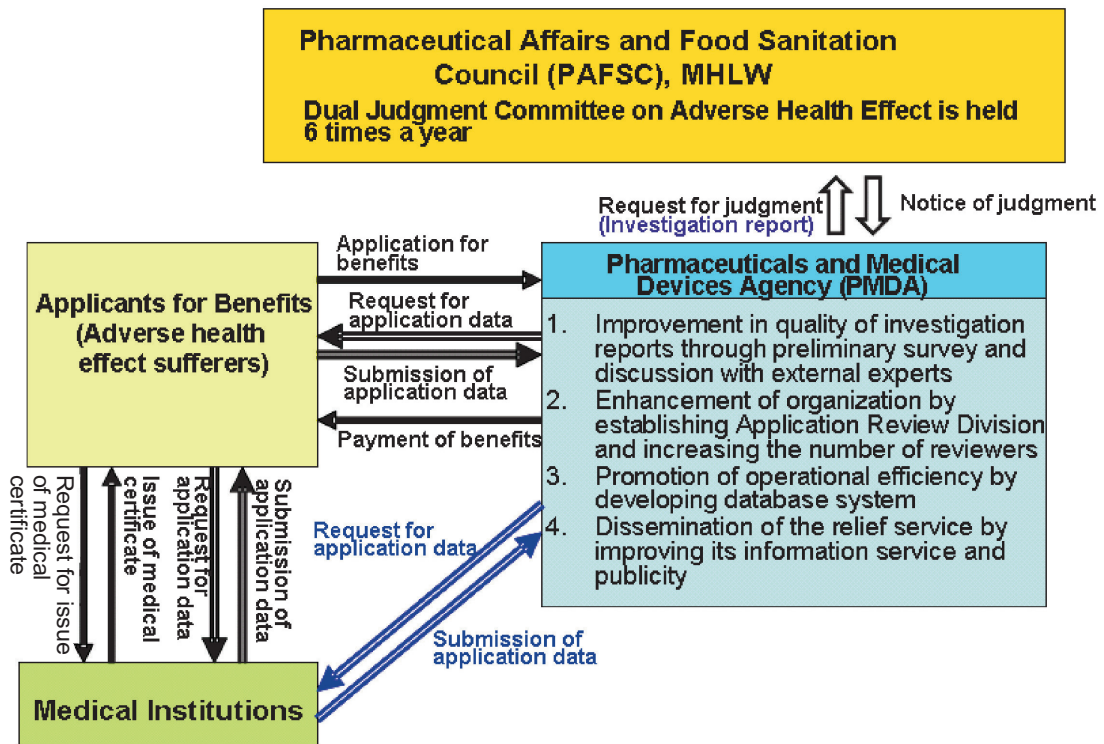 Pharmaceutical Affairs and Food Sanitation
Council (PAFSC), MHLW
Dual Judgment Committee on Adverse Health Effect is held
6 times a year
Request for judgment
(Investigation report)
Notice of judgment
Application for
benefits
Applicants for Benefits
(Adverse health
effect sufferers)
Request for
application data
Submission of
application data
Payment of benefits
Pharmaceuticals and Medical
Devices Agency (PMDA)
1. Improvement in quality of investigation
reports through preliminary survey and
discussion with external experts
2. Enhancement of organization by
establishing Application Review Division
and increasing the number of reviewers
3. Promotion of operational efficiency by
developing database system
4. Dissemination of the relief service by
improving its information service and
publicity
Request for issue
of medical
certificate
Issue of medical
certificate
Request for
application data
Submission of
application data
Request for
application data
Submission of
application data
Medical Institutions